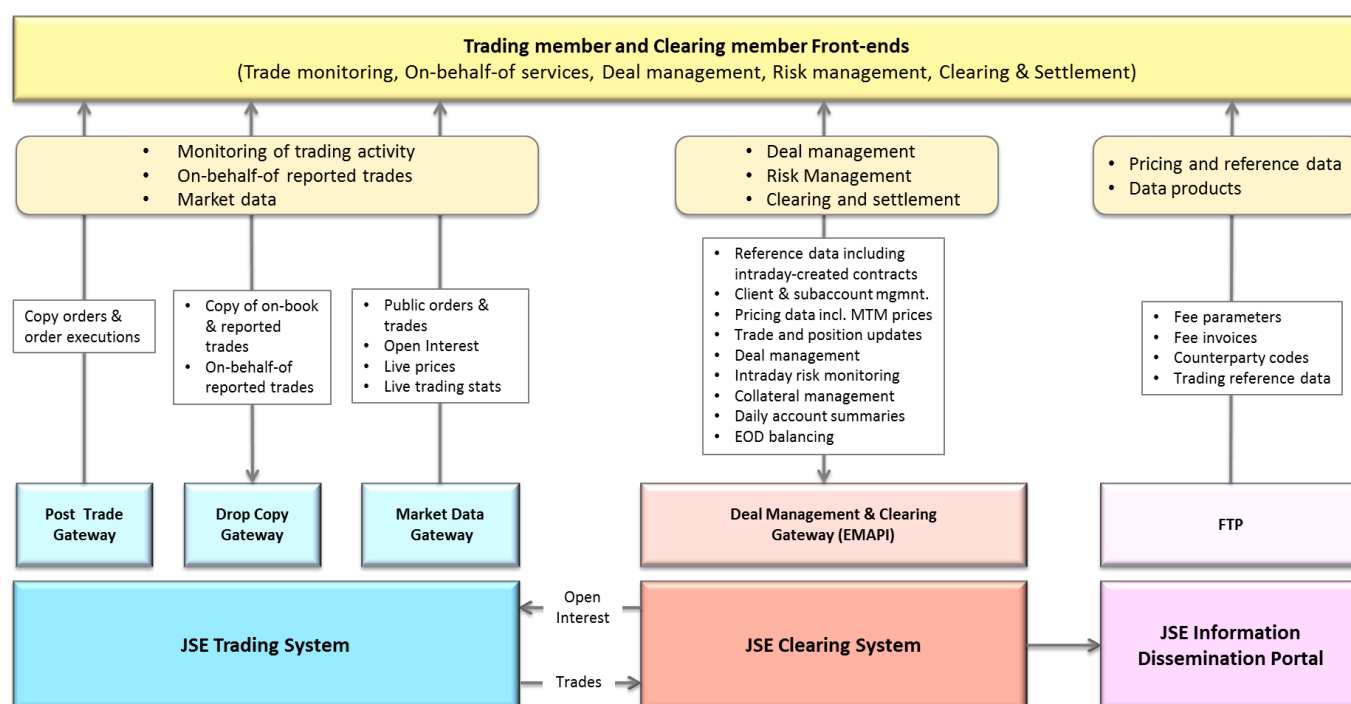 Trading member and Clearing member Front-ends
(Trade monitoring, On-behalf-of services, Deal management, Risk management, Clearing & Settlement)
• Monitoring of trading activity
• On-behalf-of reported trades
• Market data
• Deal management
• Risk Management
• Clearing and settlement
• Pricing and reference data
• Data products
Copy orders &
order executions
• Copy of on-book
& reported
trades
• On-behalf-of
reported trades
• Public orders &
trades
• Open Interest
• Live prices
• Live trading stats
• Reference data including
intraday-created contracts
• Client & subaccount mgmnt.
• Pricing data incl. MTM prices
• Trade and position updates
• Deal management
• Intraday risk monitoring
• Collateral management
• Daily account summaries
• EOD balancing
• Fee parameters
• Fee invoices
• Counterparty codes
• Trading reference data
Post Trade
Gateway
Drop Copy
Gateway
Market Data
Gateway
Deal Management & Clearing
Gateway (EMAPI)
FTP
JSE Trading System
Open
Interest
Trades
JSE Clearing System
JSE Information
Dissemination Portal